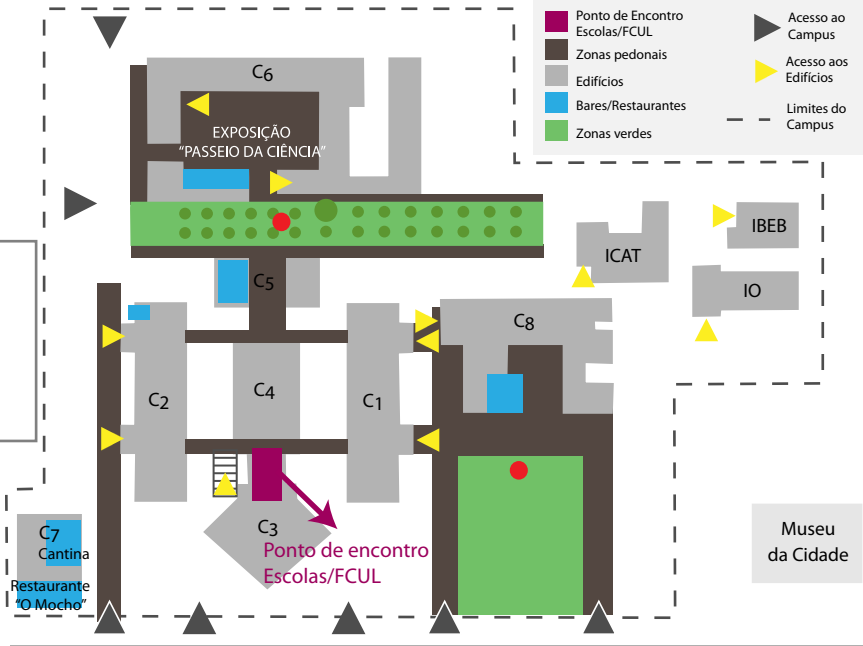 Ponto de Encontro
Escolas/FCUL
Zonas pedonais
Edifícios
Bares/Restaurantes
Zonas verdes
Acesso ao
Campus
Acesso aos
Edifícios
Limites do
Campus
C6
EXPOSIÇÃO
“PASSEIO DA CIÊNCIA”
ICAT
IBEB
IO
C5
C8
C2
C4
C1
C3
Ponto de encontro
Escolas/FCUL
C7
Cantina
Restaurante
“O Mocho”
Museu
da Cidade